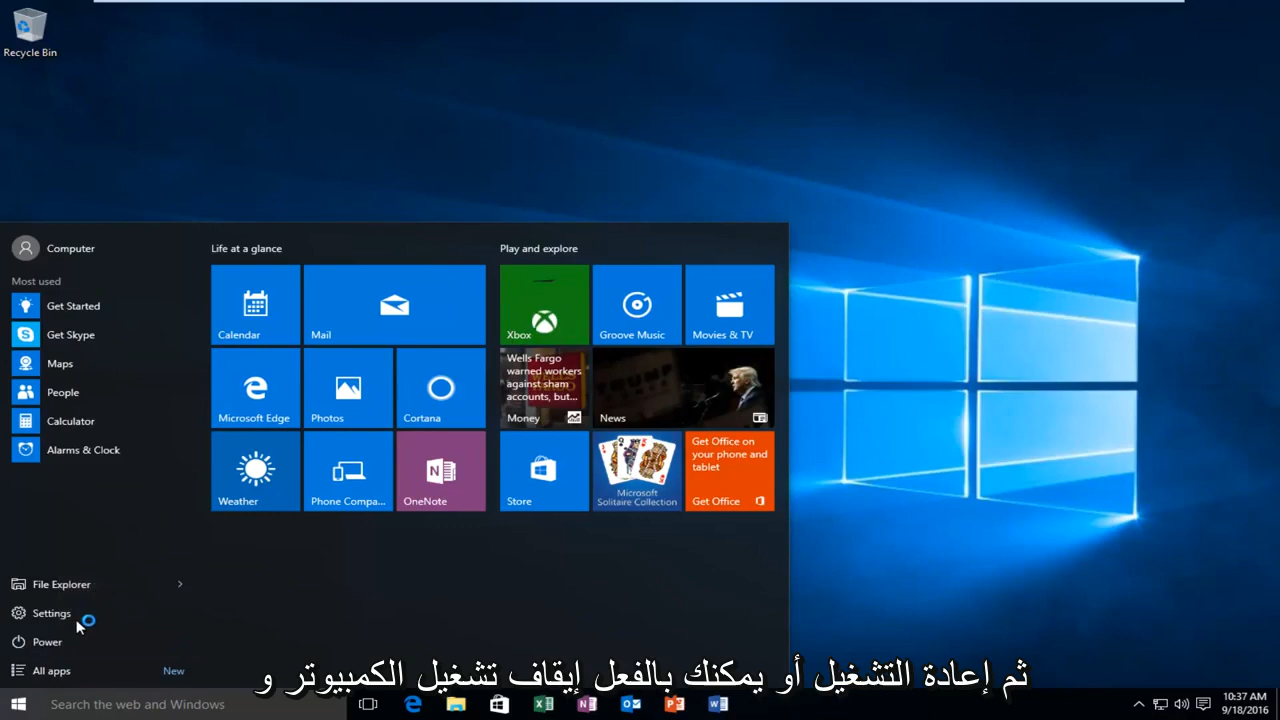 Recycle Bin
Computer
Most used
Get Started
Get Skype
Maps
People
Calculator
Alarms & Clock
File Explorer
Settings
Power
All apps
New
Life at a glance
Calendar
Mail
Microsoft Edge
Photos
Cortana
Weather
Phone Compa...
OneNote
Play and explore
Xbox
Groove Music
Movies & TV
Wells Fargo
warned workers
against sham
accounts, but...
Money
News
Store
Microsoft
Solitaire Collection
Get Office on
your phone and
tablet
Get Office
ثم إعادة التشغيل أو يمكنك بالفعل إيقاف تشغيل الكمبيوتر و
Search the web and Windows
10:37 AM
9/18/2016